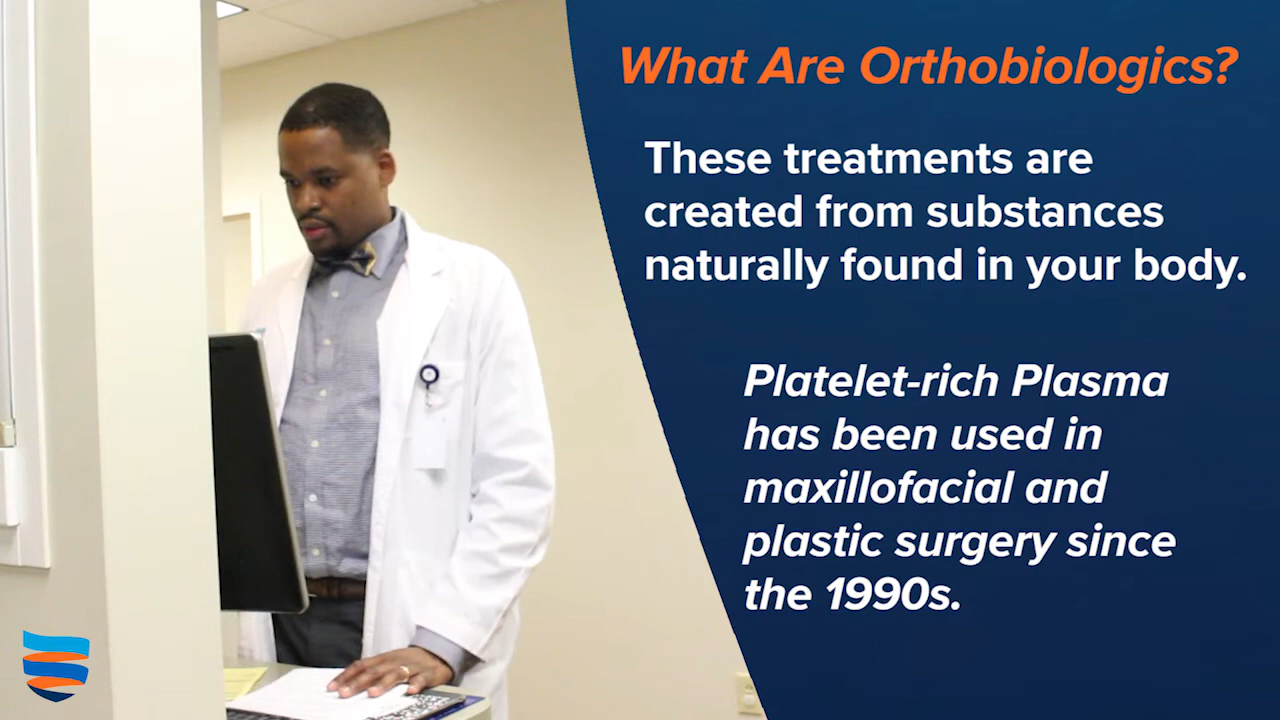 What Are Orthobiologics?
These treatments are
created from substances
naturally found in your body.
Platelet-rich Plasma
has been used in
maxillofacial and
plastic surgery since
the 1990s.